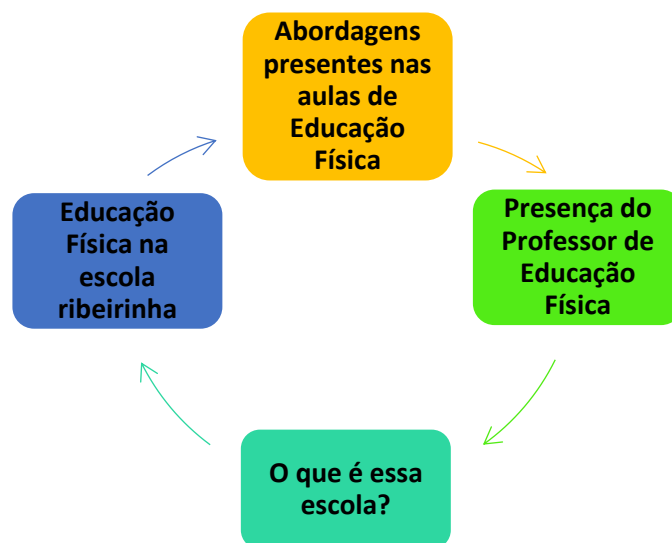 Abordagens
presentes nas
aulas de
Educação
Física
Presença do
Professor de
Educação
Física
O que é essa
escola?
Educação
Física na
escola
ribeirinha